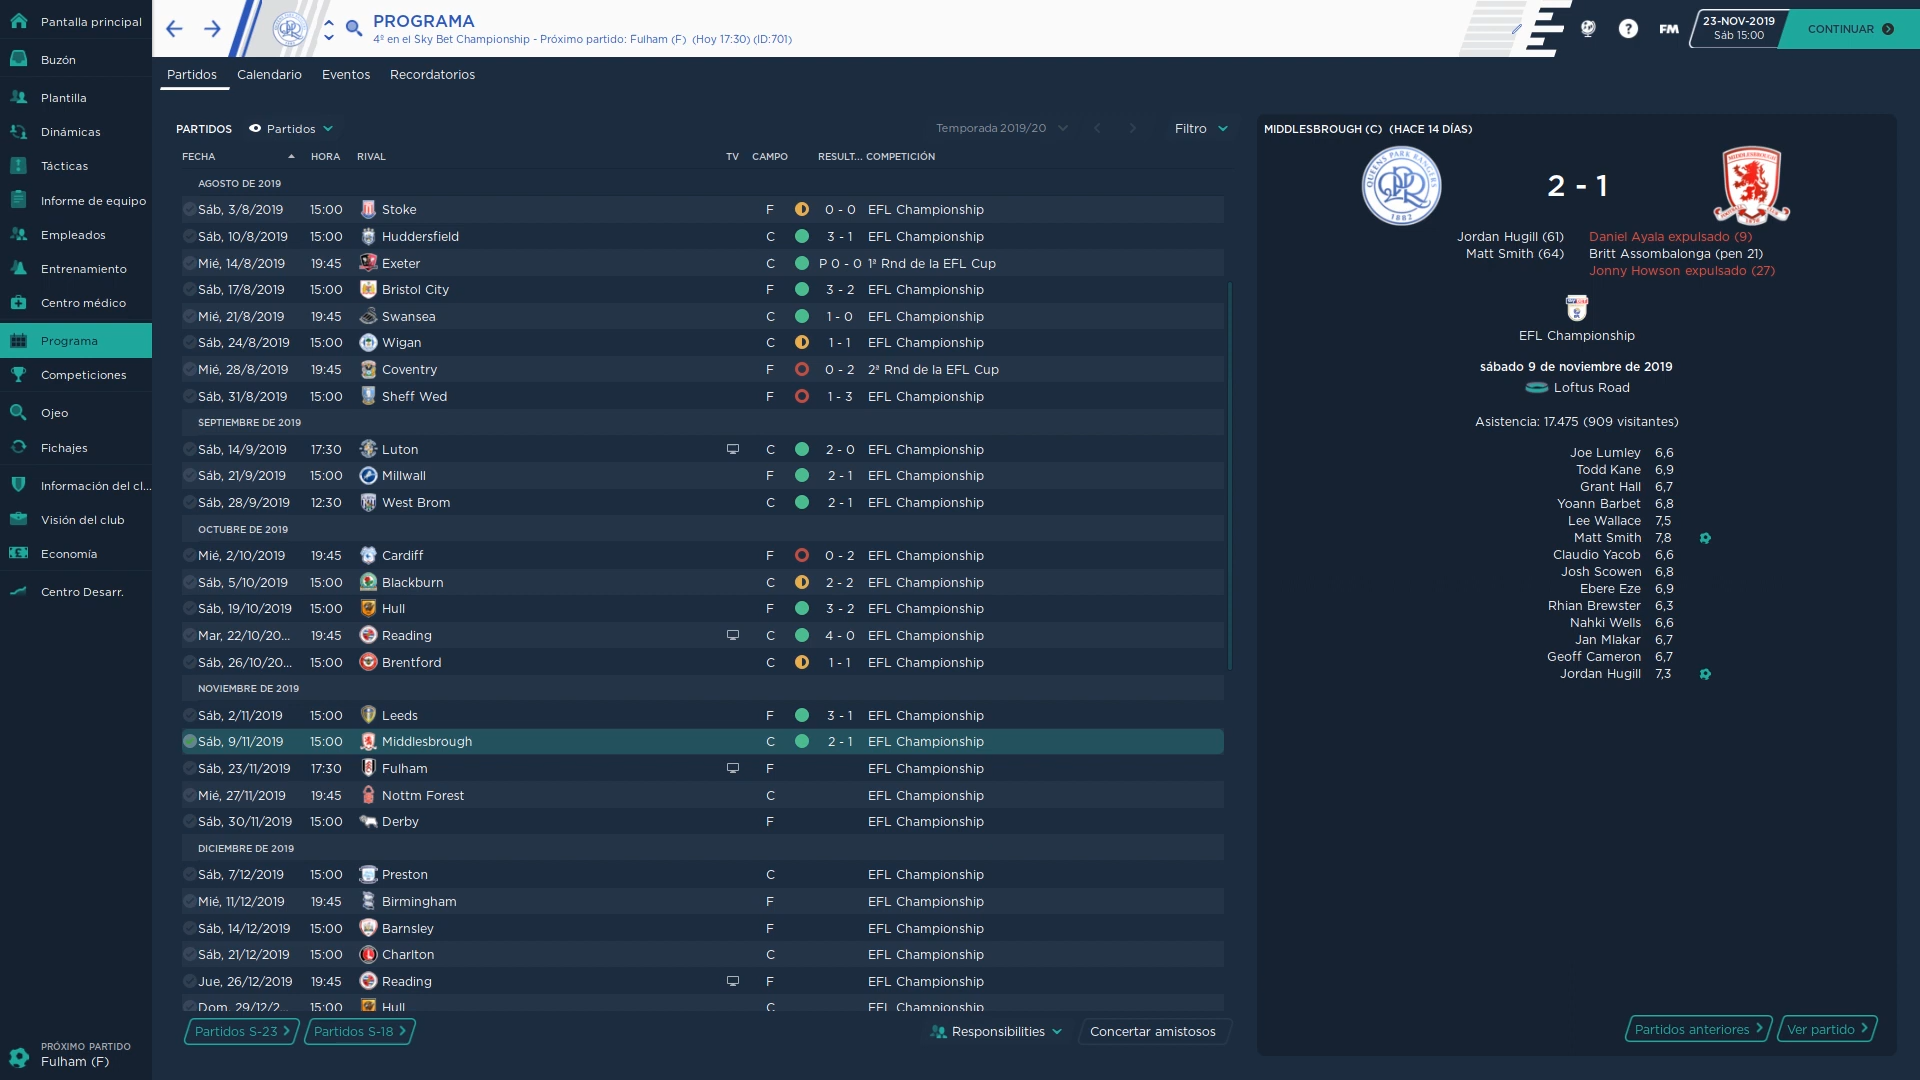 Pantalla principal
Buzón
Plantilla
Dinámicas
Tácticas
Informe de equipo
Empleados
Entrenamiento
Centro médico
Programa
Competiciones
Ojeo
Fichajes
Información del cl...
Visión del club
Economía
Centro Desarr.
PRÓXIMO PARTIDO
Fulham (F)
PROGRAMA
4º en el Sky Bet Championship - Próximo partido: Fulham (F) (Hoy 17:30) (ID:701)
FM
23-NOV-2019
Sáb 15:00
CONTINUAR
Partidos Calendario Eventos Recordatorios
PARTIDOS Partidos Temporada 2019/20 Filtro
FECHA HORA RIVAL TV CAMPO RESULT... COMPETICIÓN
AGOSTO DE 2019
Sáb, 3/8/2019 15:00 Stoke F 0 - 0 EFL Championship
Sáb, 10/8/2019 15:00 Huddersfield C 3 - 1 EFL Championship
Mié, 14/8/2019 19:45 Exeter C P 0 - 0 1ª Rnd de la EFL Cup
Sáb, 17/8/2019 15:00 Bristol City F 3 - 2 EFL Championship
Mié, 21/8/2019 19:45 Swansea C 1 - 0 EFL Championship
Sáb, 24/8/2019 15:00 Wigan C 1 - 1 EFL Championship
Mié, 28/8/2019 19:45 Coventry F 0 - 2 2ª Rnd de la EFL Cup
Sáb, 31/8/2019 15:00 Sheff Wed F 1 - 3 EFL Championship
SEPTIEMBRE DE 2019
Sáb, 14/9/2019 17:30 Luton C 2 - 0 EFL Championship
Sáb, 21/9/2019 15:00 Millwall F 2 - 1 EFL Championship
Sáb, 28/9/2019 12:30 West Brom C 2 - 1 EFL Championship
OCTUBRE DE 2019
Mié, 2/10/2019 19:45 Cardiff F 0 - 2 EFL Championship
Sáb, 5/10/2019 15:00 Blackburn C 2 - 2 EFL Championship
Sáb, 19/10/2019 15:00 Hull F 3 - 2 EFL Championship
Mar, 22/10/20... 19:45 Reading C 4 - 0 EFL Championship
Sáb, 26/10/20... 15:00 Brentford C 1 - 1 EFL Championship
NOVIEMBRE DE 2019
Sáb, 2/11/2019 15:00 Leeds F 3 - 1 EFL Championship
Sáb, 9/11/2019 15:00 Middlesbrough C 2 - 1 EFL Championship
Sáb, 23/11/2019 17:30 Fulham F EFL Championship
Mié, 27/11/2019 19:45 Nottm Forest C EFL Championship
Sáb, 30/11/2019 15:00 Derby F EFL Championship
DICIEMBRE DE 2019
Sáb, 7/12/2019 15:00 Preston C EFL Championship
Mié, 11/12/2019 19:45 Birmingham F EFL Championship
Sáb, 14/12/2019 15:00 Barnsley F EFL Championship
Sáb, 21/12/2019 15:00 Charlton C EFL Championship
Jue, 26/12/2019 19:45 Reading F EFL Championship
Dom, 29/12/2... 15:00 Hull C EFL Championship
Partidos S-23 Partidos S-18 Responsibilities Concertar amistosos
MIDDLESBROUGH (C) (HACE 14 DÍAS)
QUEENS PARK RANGERS
1882
2 - 1
MIDDLESBROUGH
Jordan Hugill (61) Daniel Ayala expulsado (9)
Matt Smith (64) Britt Assombalonga (pen 21)
Jonny Howson expulsado (27)
EFL Championship
sábado 9 de noviembre de 2019
Loftus Road
Asistencia: 17.475 (909 visitantes)
Joe Lumley 6,6
Todd Kane 6,9
Grant Hall 6,7
Yoann Barbet 6,8
Lee Wallace 7,5
Matt Smith 7,8
Claudio Yacob 6,6
Josh Scowen 6,8
Ebere Eze 6,9
Rhian Brewster 6,3
Nahki Wells 6,6
Jan Mlakar 6,7
Geoff Cameron 6,7
Jordan Hugill 7,3
Partidos anteriores Ver partido